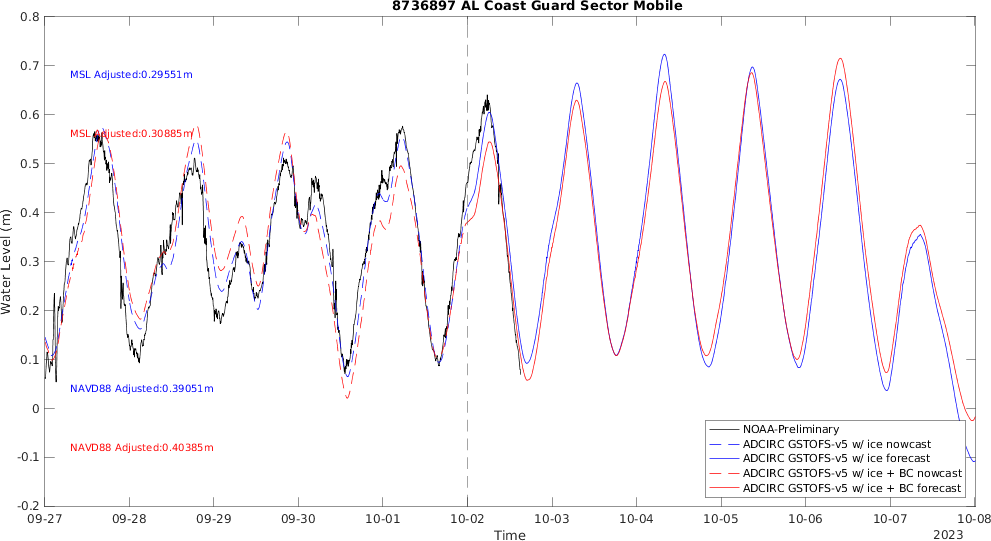 8736897 AL Coast Guard Sector Mobile
0.8
0.7
0.6
0.5
0.4
0.3
0.2
0.1
0
-0.1
-0.2
Water Level (m)
MSL Adjusted:0.29551m
MSL Adjusted:0.30885m
NAVD88 Adjusted:0.39051m
NAVD88 Adjusted:0.40385m
NOAA-Preliminary
ADCIRC GSTOFS-v5 w/ ice nowcast
ADCIRC GSTOFS-v5 w/ ice forecast
ADCIRC GSTOFS-v5 w/ ice + BC nowcast
ADCIRC GSTOFS-v5 w/ ice + BC forecast
09-27 09-28 09-29 09-30 10-01 10-02 10-03 10-04 10-05 10-06 10-07 10-08
Time
2023